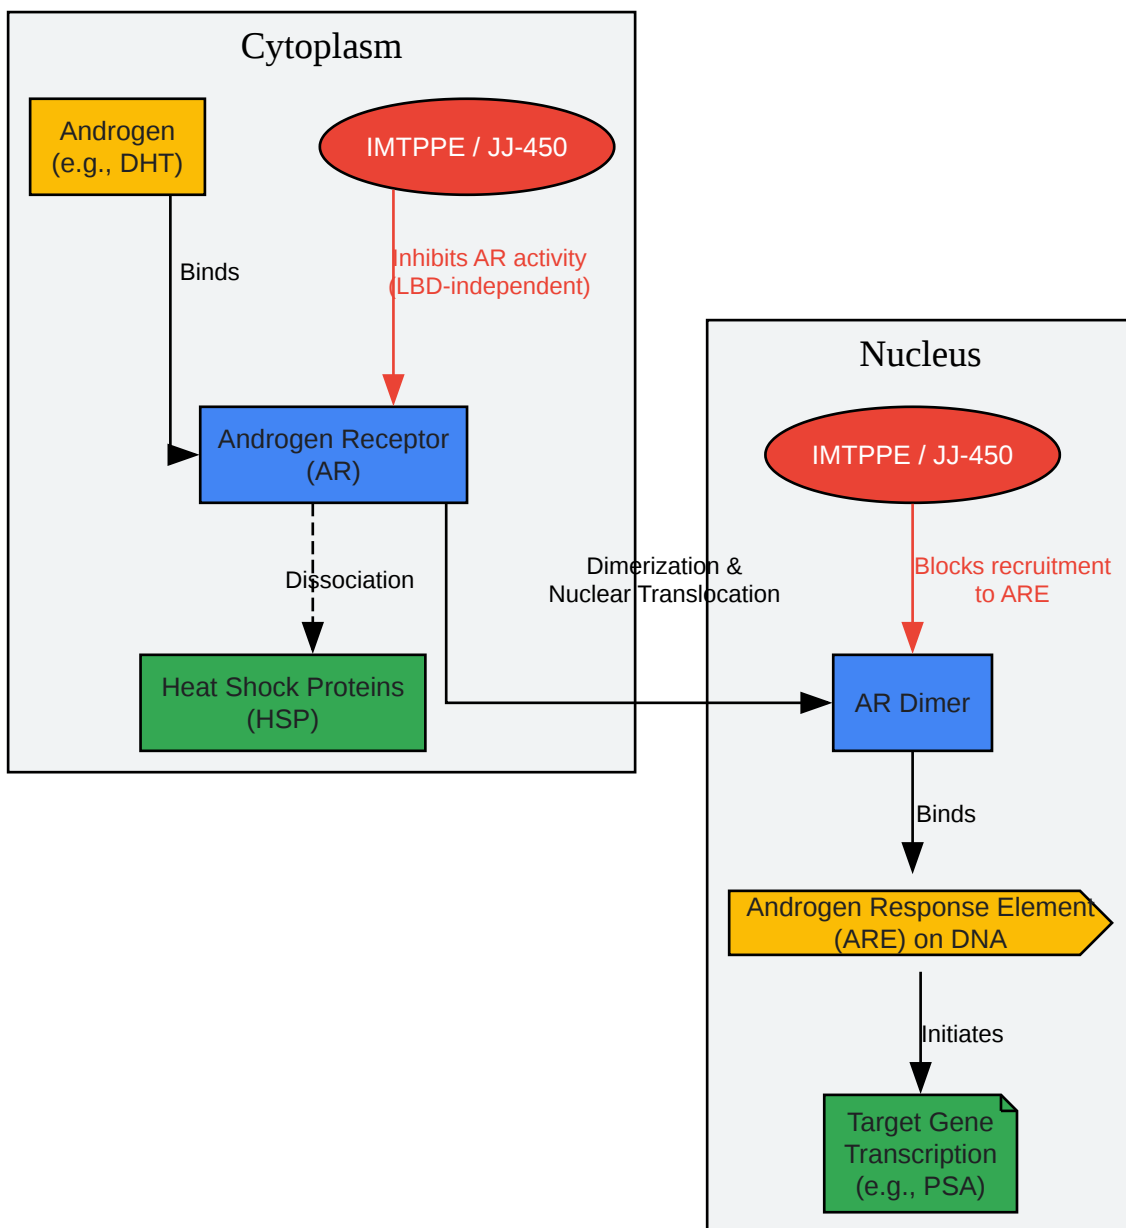 Cytoplasm
Androgen
(e.g., DHT)
IMTPPE / JJ-450
Binds
Inhibits AR activity
(LBD-independent)
Androgen Receptor
(AR)
Dissociation
Heat Shock Proteins
(HSP)
Dimerization &
Nuclear Translocation
Nucleus
IMTPPE / JJ-450
Blocks recruitment
to ARE
AR Dimer
Binds
Androgen Response Element
(ARE) on DNA
Initiates
Target Gene
Transcription
(e.g., PSA)